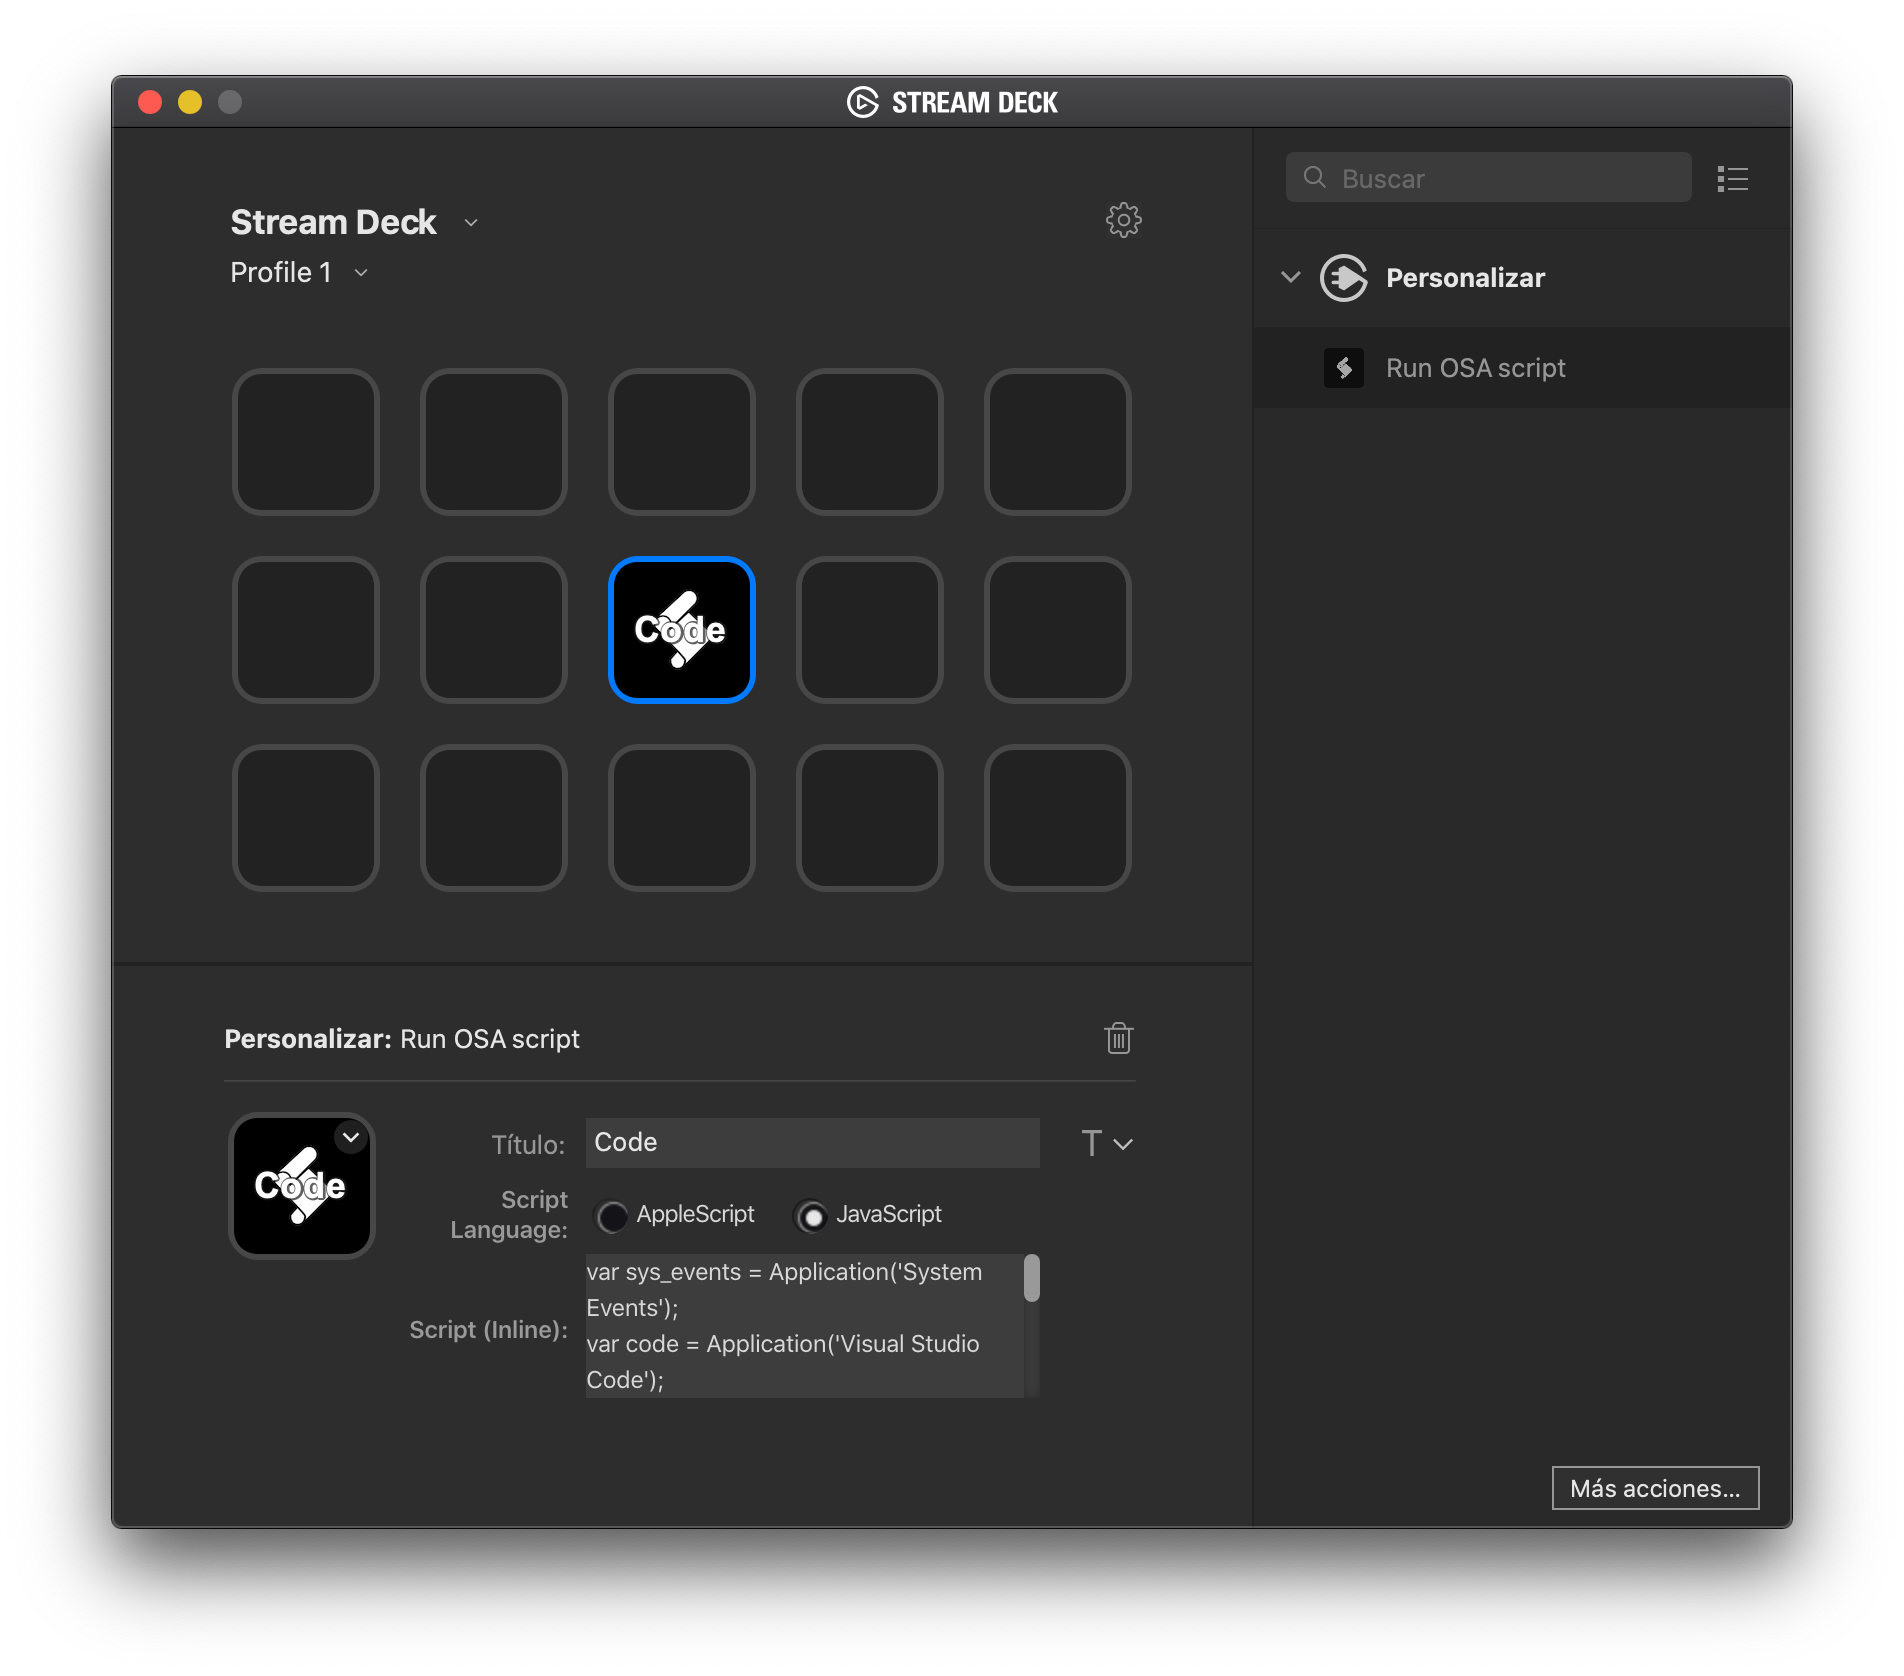 STREAM DECK
Stream Deck
Profile 1
Code
Buscar
Personalizar
Run OSA script
Personalizar: Run OSA script
Code
Título:
Code
T
Script
Language:
AppleScript
JavaScript
Script (Inline):
var sys_events = Application('System
Events');
var code = Application('Visual Studio
Code');
Más acciones...